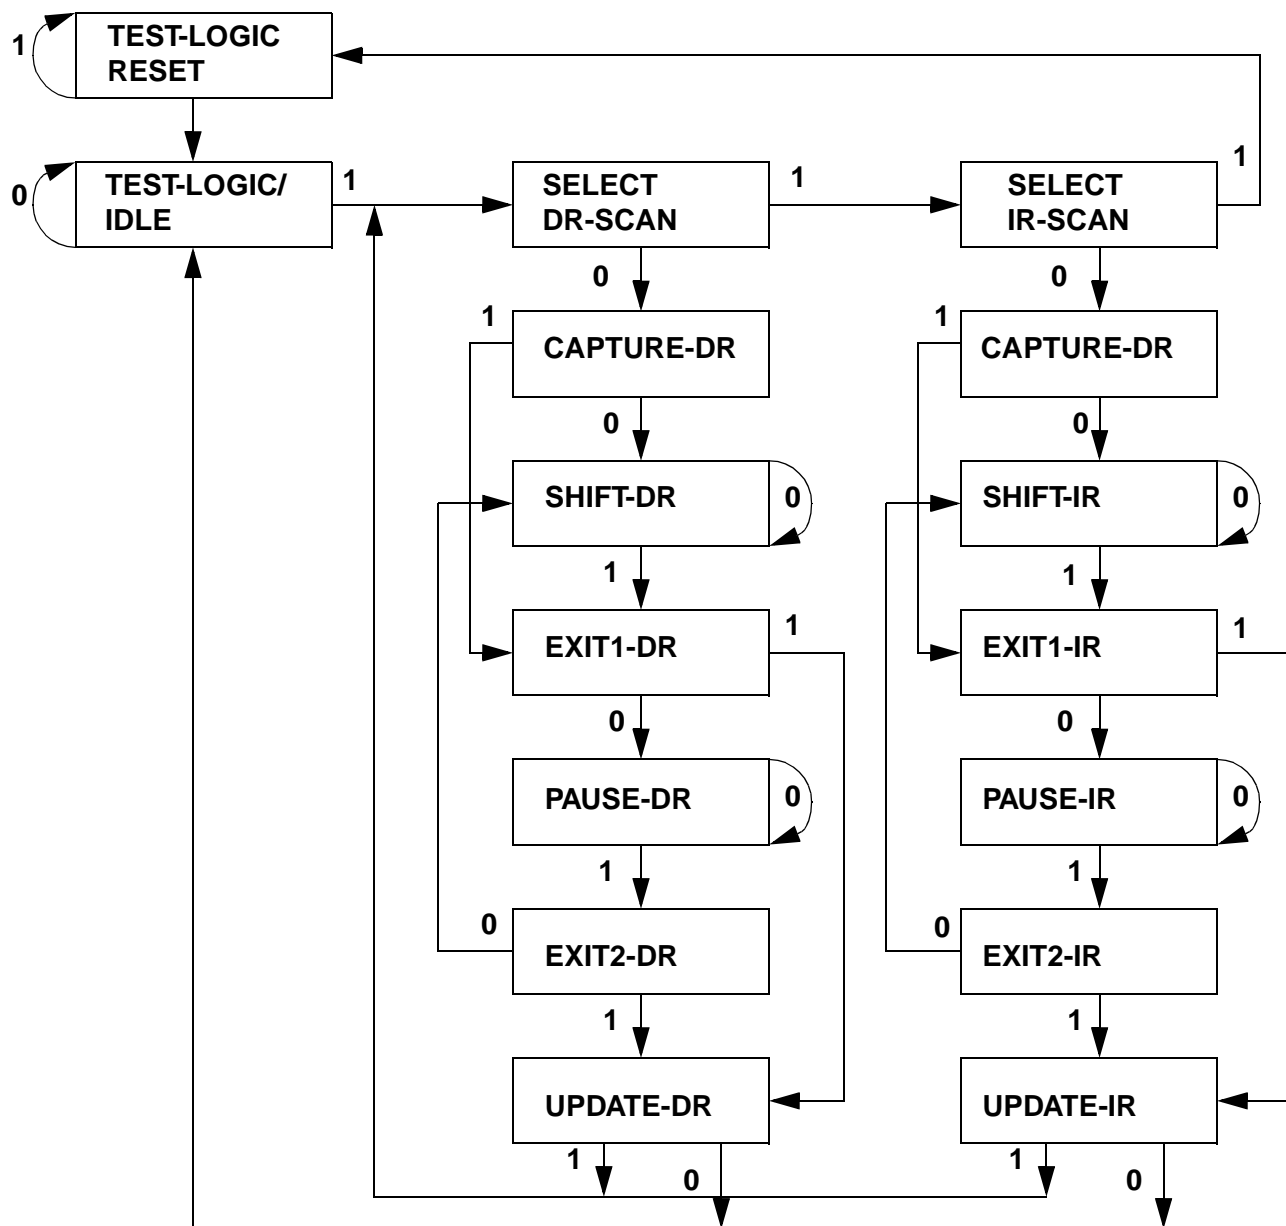 1
TEST-LOGIC
RESET
0
TEST-LOGIC/
IDLE
1
SELECT
DR-SCAN
1
SELECT
IR-SCAN
1
0
0
1
CAPTURE-DR
1
CAPTURE-DR
0
0
SHIFT-DR
0
SHIFT-IR
0
1
1
EXIT1-DR
1
EXIT1-IR
1
0
0
PAUSE-DR
0
PAUSE-IR
0
1
1
0
EXIT2-DR
0
EXIT2-IR
1
1
UPDATE-DR
UPDATE-IR
1
0
1
0